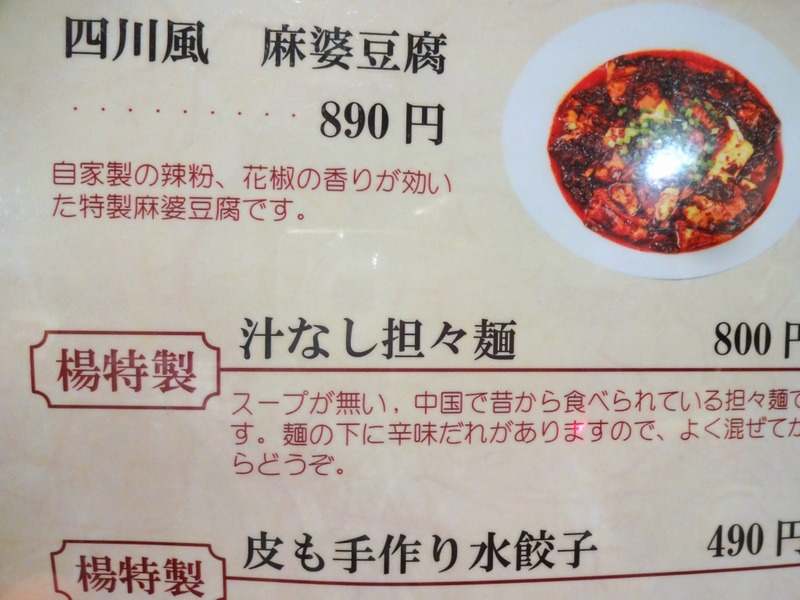 四川風 麻婆豆腐
・・・・・・・・・ 890 円
自家製の辣粉、花椒の香りが効い
た特製麻婆豆腐です。
楊特製 汁なし担々麺 800 円
スープが無い，中国で昔から食べられている担々麺で
す。麺の下に辛味だれがありますので、よく混ぜてか
らどうぞ。
楊特製 皮も手作り水餃子 490 円